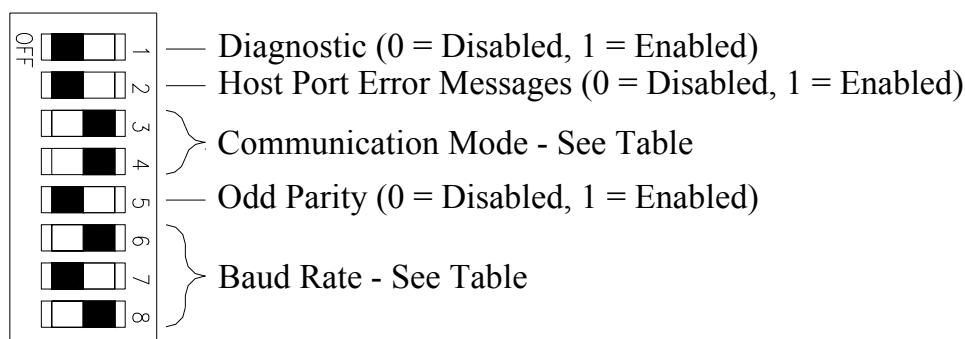 OFF
1 Diagnostic (0 = Disabled, 1 = Enabled)
2 Host Port Error Messages (0 = Disabled, 1 = Enabled)
3
Communication Mode - See Table
4
5 Odd Parity (0 = Disabled, 1 = Enabled)
6
7 Baud Rate - See Table
8